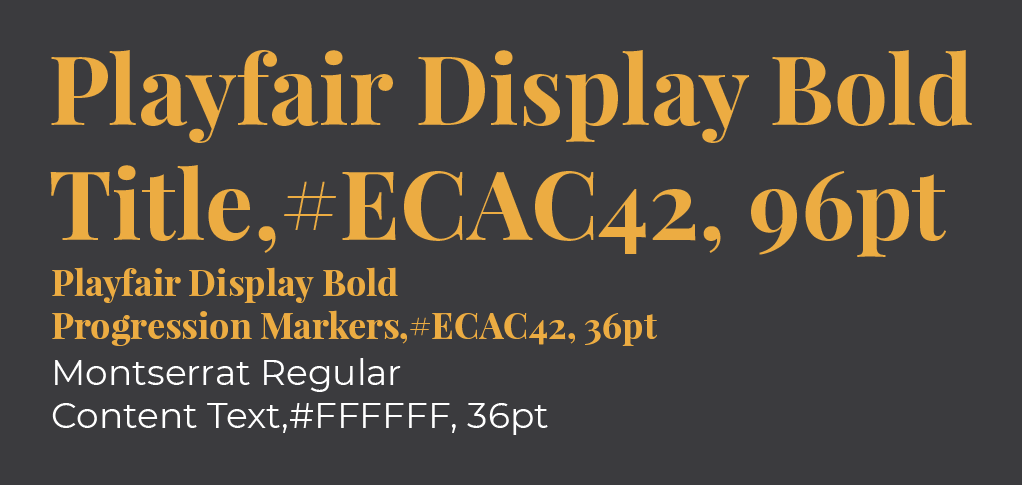 Playfair Display Bold
Title,#ECAC42, 96pt
Playfair Display Bold
Progression Markers,#ECAC42, 36pt
Montserrat Regular
Content Text,#FFFFFF, 36pt